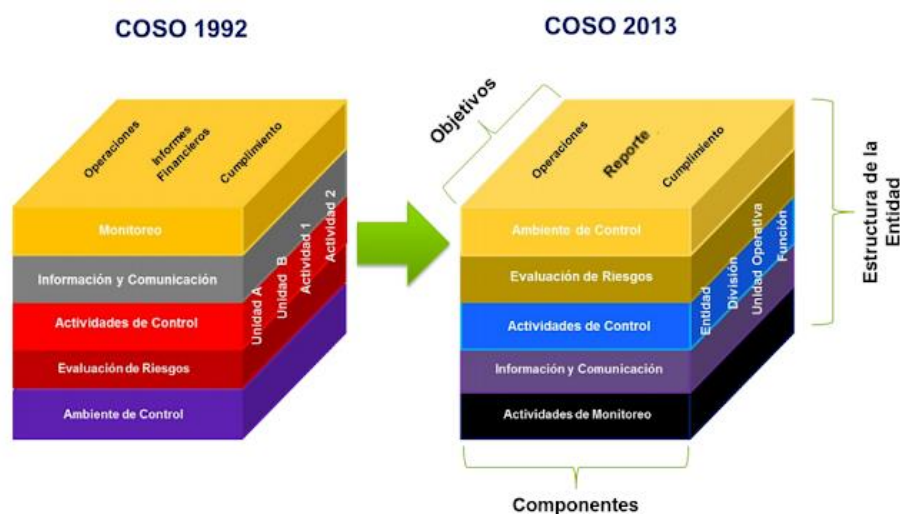 COSO 1992
Operaciones
Informes
Financieros
Cumplimiento
Monitoreo
Información y Comunicación
Actividades de Control
Evaluación de Riesgos
Ambiente de Control
Unidad A
Unidad B
Actividad 1
Actividad 2
COSO 2013
Objetivos
Operaciones
Reporte
Cumplimiento
Ambiente de Control
Evaluación de Riesgos
Actividades de Control
Información y Comunicación
Actividades de Monitoreo
Entidad
División
Unidad Operativa
Función
Estructura de la
Entidad
Componentes